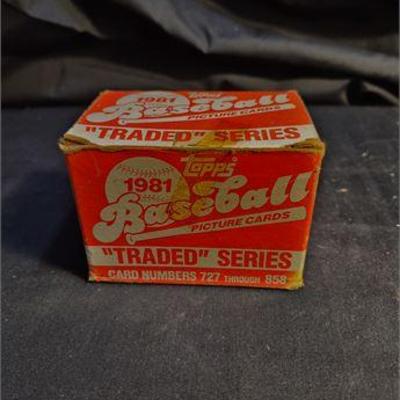 Topps
1981
Baseball
PICTURE CARDS
"TRADED" SERIES
Topps
1981
Baseball
PICTURE CARDS
"TRADED" SERIES
CARD NUMBERS 727 THROUGH 858